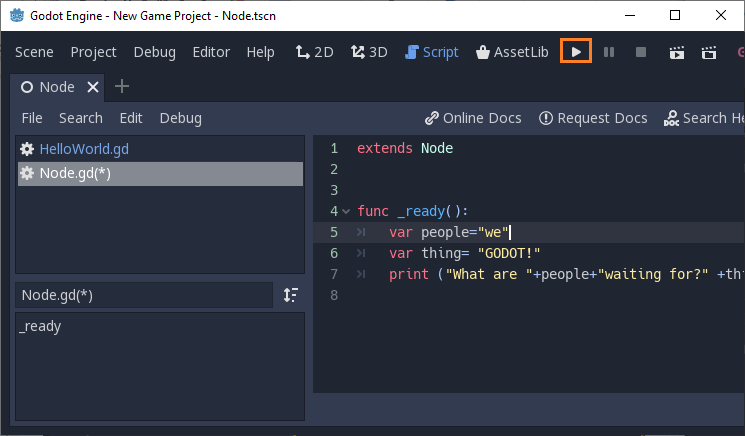 Godot Engine - New Game Project - Node.tscn
Scene Project Debug Editor Help 2D 3D Script AssetLib
Node
File Search Edit Debug Online Docs Request Docs Search
HelloWorld.gd
Node.gd(*)
Node.gd(*)
_ready
1 extends Node
2
3
4 func _ready():
5 var people="we"
6 var thing= "GODOT!"
7 print ("What are "+people+"waiting for?" +thi
8